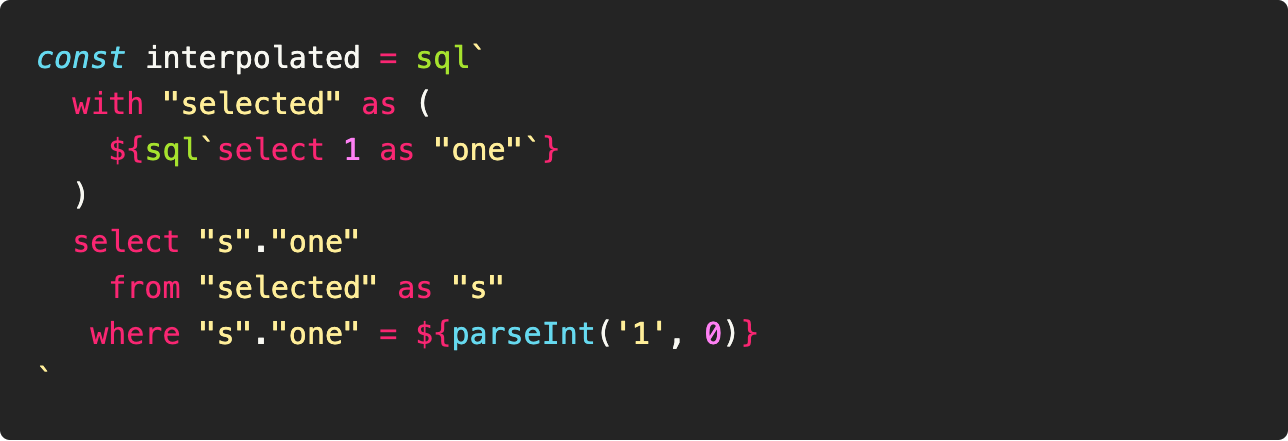 const interpolated = sql`
  with "selected" as (
    ${sql`select 1 as "one"`}
  )
  select "s"."one"
    from "selected" as "s"
   where "s"."one" = ${parseInt('1', 0)}
`